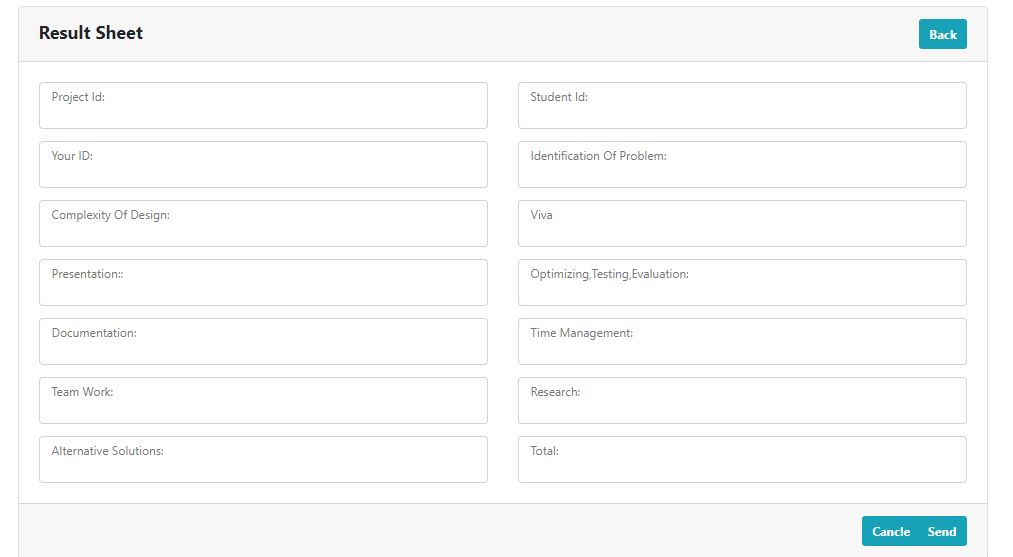 Result Sheet
Back
Project Id:
Student Id:
Your ID:
Identification Of Problem:
Complexity Of Design:
Viva
Presentation::
Optimizing,Testing,Evaluation:
Documentation:
Time Management:
Team Work:
Research:
Alternative Solutions:
Total:
Cancle
Send